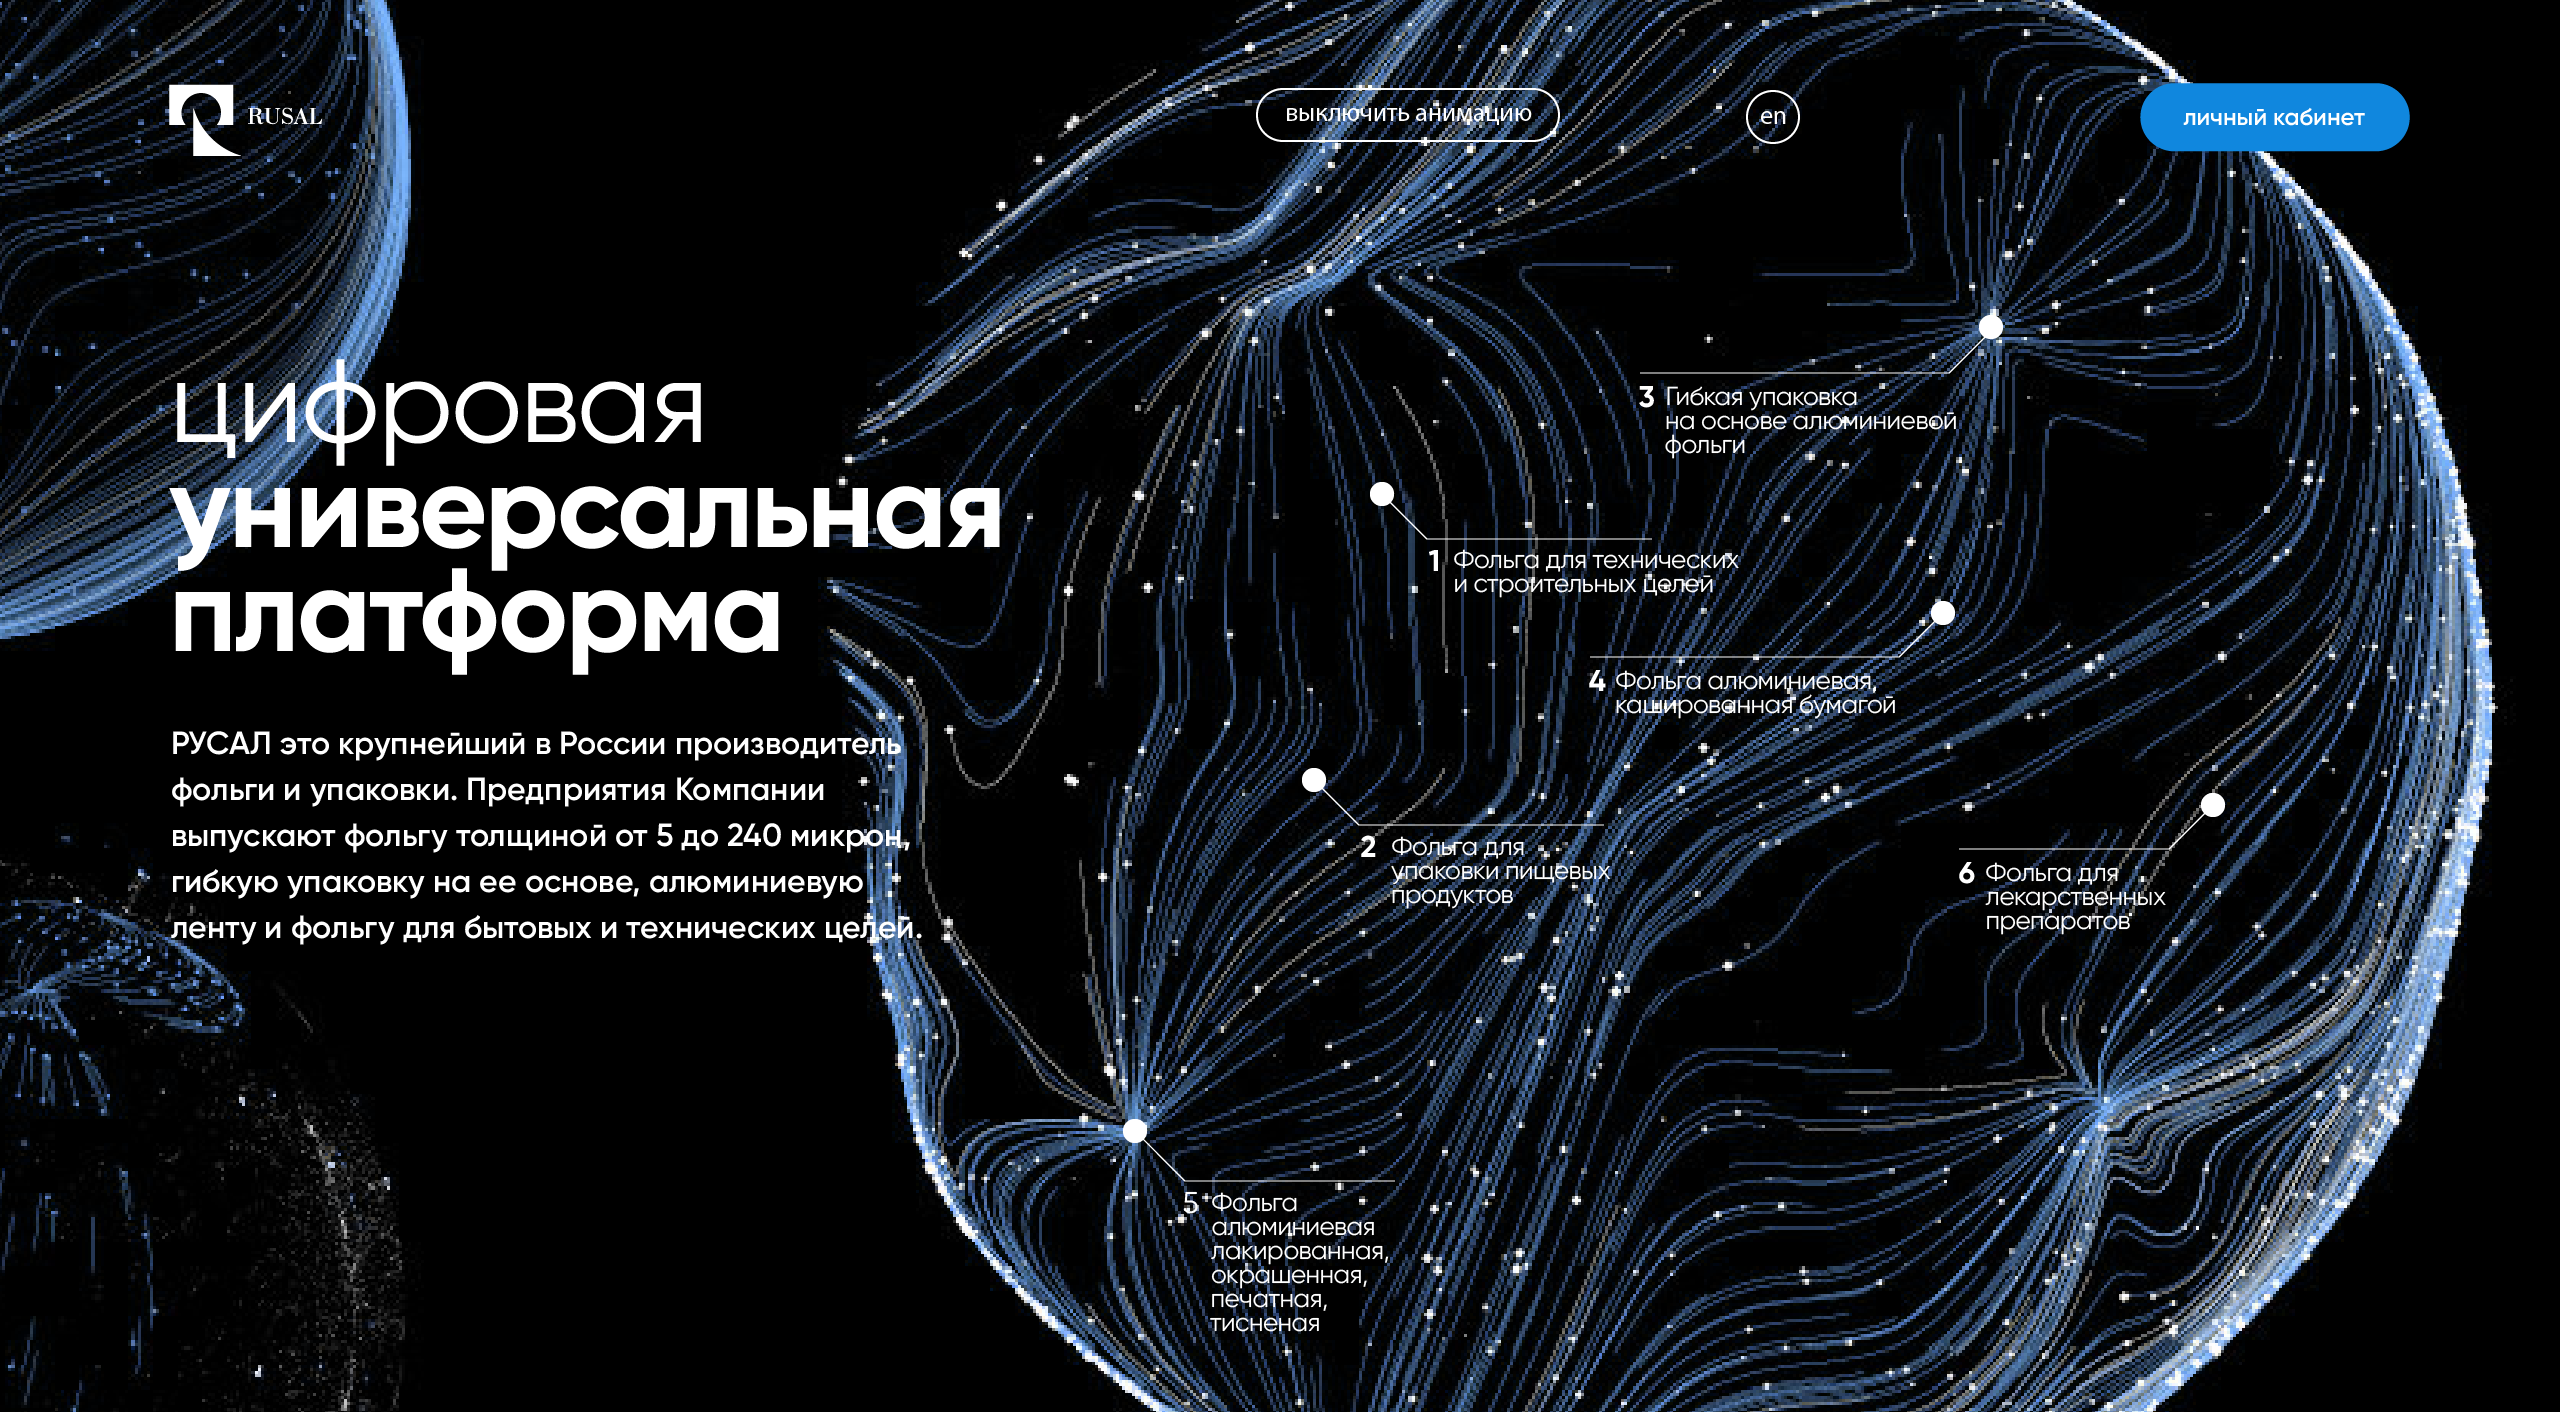 RUSAL
выключить анимацию
en
личный кабинет
цифровая
универсальная
платформа
РУСАЛ это крупнейший в России производитель
фольги и упаковки. Предприятия Компании
выпускают фольгу толщиной от 5 до 240 микрон,
гибкую упаковку на ее основе, алюминиевую
ленту и фольгу для бытовых и технических целей.
3 Гибкая упаковка
на основе алюминиевой
фольги
1 Фольга для технических
и строительных целей
4 Фольга алюминиевая,
кашированная бумагой
2 Фольга для
упаковки пищевых
продуктов
6 Фольга для
лекарственных
препаратов
5 Фольга
алюминиевая
лакированная,
окрашенная,
печатная,
тисненая